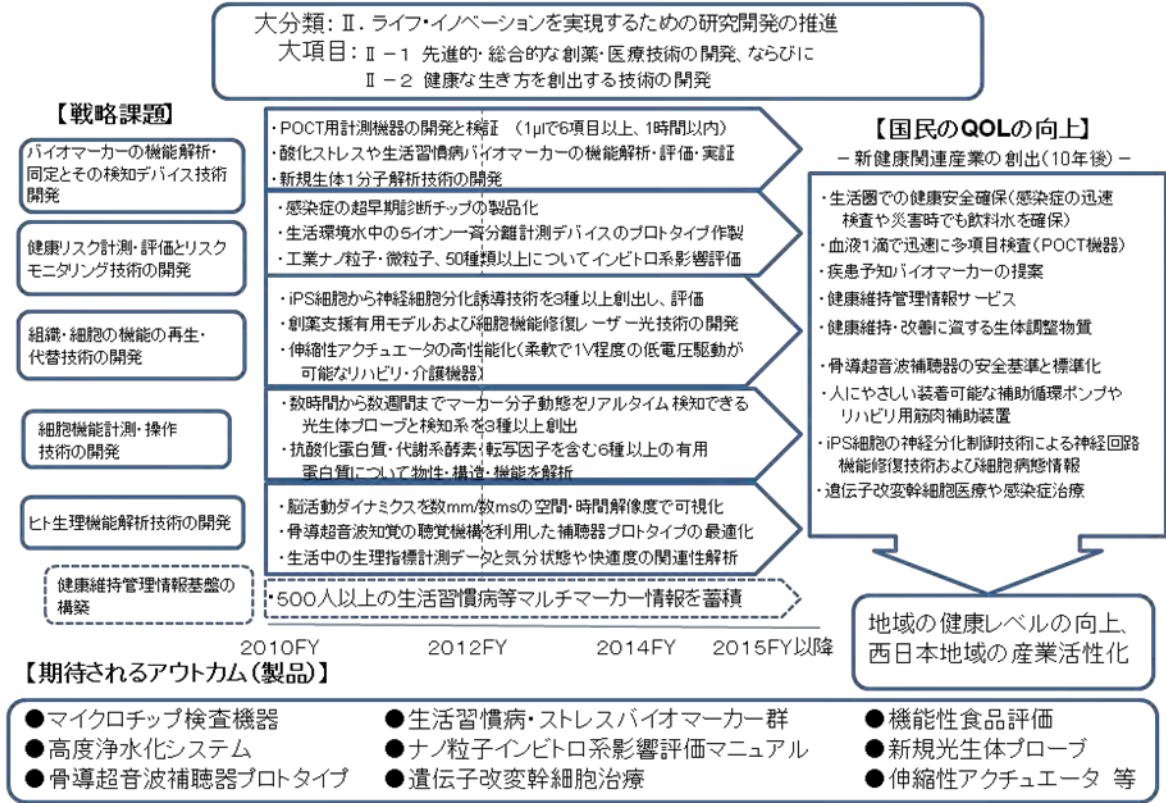 大分類：Ⅱ．ライフ・イノベーションを実現するための研究開発の推進
大項目：Ⅱ－1 先進的・総合的な創薬・医療技術の開発、ならびに
Ⅱ－2 健康な生き方を創出する技術の開発
【戦略課題】
バイオマーカーの機能解析・
同定とその検知デバイス技術
開発
・POCT用計測機器の開発と検証 （1μlで6項目以上、1時間以内）
・酸化ストレスや生活習慣病バイオマーカーの機能解析・評価・実証
・新規生体1分子解析技術の開発
健康リスク計測・評価とリスク
モニタリング技術の開発
・感染症の超早期診断チップの製品化
・生活環境水中の5イオン一斉分離計測デバイスのプロトタイプ作製
・工業ナノ粒子・微粒子、50種類以上についてインビトロ系影響評価
組織・細胞の機能の再生・
代替技術の開発
・iPS細胞から神経細胞分化誘導技術を3種以上創出し、評価
・創薬支援有用モデルおよび細胞機能修復レーザー光技術の開発
・伸縮性アクチュエータの高性能化（柔軟で1V程度の低電圧駆動が
可能なリハビリ・介護機器）
細胞機能計測・操作
技術の開発
・数時間から数週間までマーカー分子動態をリアルタイム検知できる
光生体プローブと検知系を3種以上創出
・抗酸化蛋白質・代謝系酵素・転写因子を含む6種以上の有用
蛋白質について物性・構造・機能を解析
ヒト生理機能解析技術の開発
・脳活動ダイナミクスを数mm/数msの空間・時間解像度で可視化
・骨導超音波知覚の聴覚機構を利用した補聴器プロトタイプの最適化
・生活中の生理指標計測データと気分状態や快適度の関連性解析
健康維持管理情報基盤の
構築
・500人以上の生活習慣病等マルチマーカー情報を蓄積
2010FY 2012FY 2014FY 2015FY以降
【国民のQOLの向上】
－新健康関連産業の創出（10年後）－
・生活圏での健康安全確保（感染症の迅速
検査や災害時でも飲料水を確保）
・血液1滴で迅速に多項目検査（POCT機器）
・疾患予知バイオマーカーの提案
・健康維持管理情報サービス
・健康維持・改善に資する生体調整物質
・骨導超音波補聴器の安全基準と標準化
・人にやさしい装着可能な補助循環ポンプや
リハビリ用筋肉補助装置
・iPS細胞の神経分化制御技術による神経回路
機能修復技術および細胞病態情報
・遺伝子改変幹細胞医療や感染症治療
地域の健康レベルの向上、
西日本地域の産業活性化
【期待されるアウトカム（製品）】
●マイクロチップ検査機器 ●生活習慣病・ストレスバイオマーカー群 ●機能性食品評価
●高度浄水化システム ●ナノ粒子インビトロ系影響評価マニュアル ●新規光生体プローブ
●骨導超音波補聴器プロトタイプ ●遺伝子改変幹細胞治療 ●伸縮性アクチュエータ 等